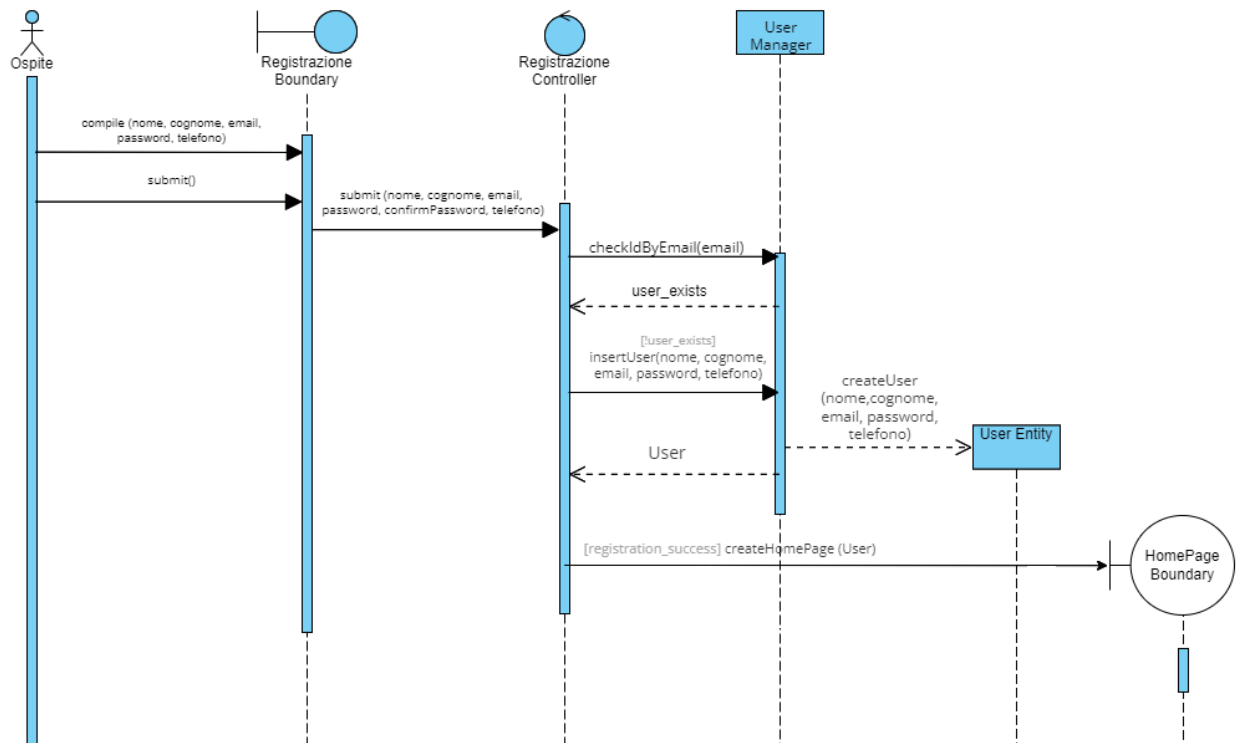 Ospite
Registrazione
Boundary
Registrazione
Controller
User
Manager
compile (nome, cognome, email,
password, telefono)
submit()
submit (nome, cognome, email,
password, confirmPassword, telefono)
checkIdByEmail(email)
user_exists
[!user_exists]
insertUser(nome, cognome,
email, password, telefono)
createUser
(nome,cognome,
email, password,
telefono)
User Entity
User
[registration_success] createHomePage (User)
HomePage
Boundary